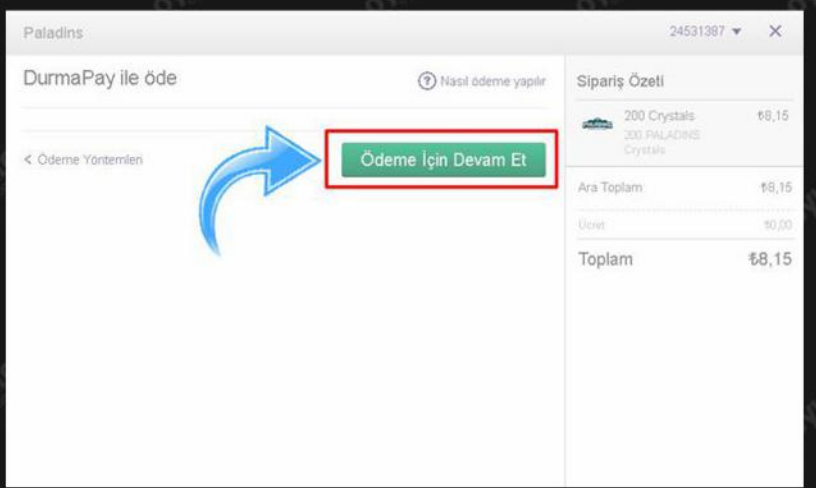 Paladins
24531387
DurmaPay ile öde
Nasıl ödeme yapılır
< Ödeme Yöntemleri
Ödeme İçin Devam Et
Sipariş Özeti
200 Crystals ₺8,15
200 PALADINS
Crystals
Ara Toplam ₺8,15
Ücret ₺0,00
Toplam ₺8,15